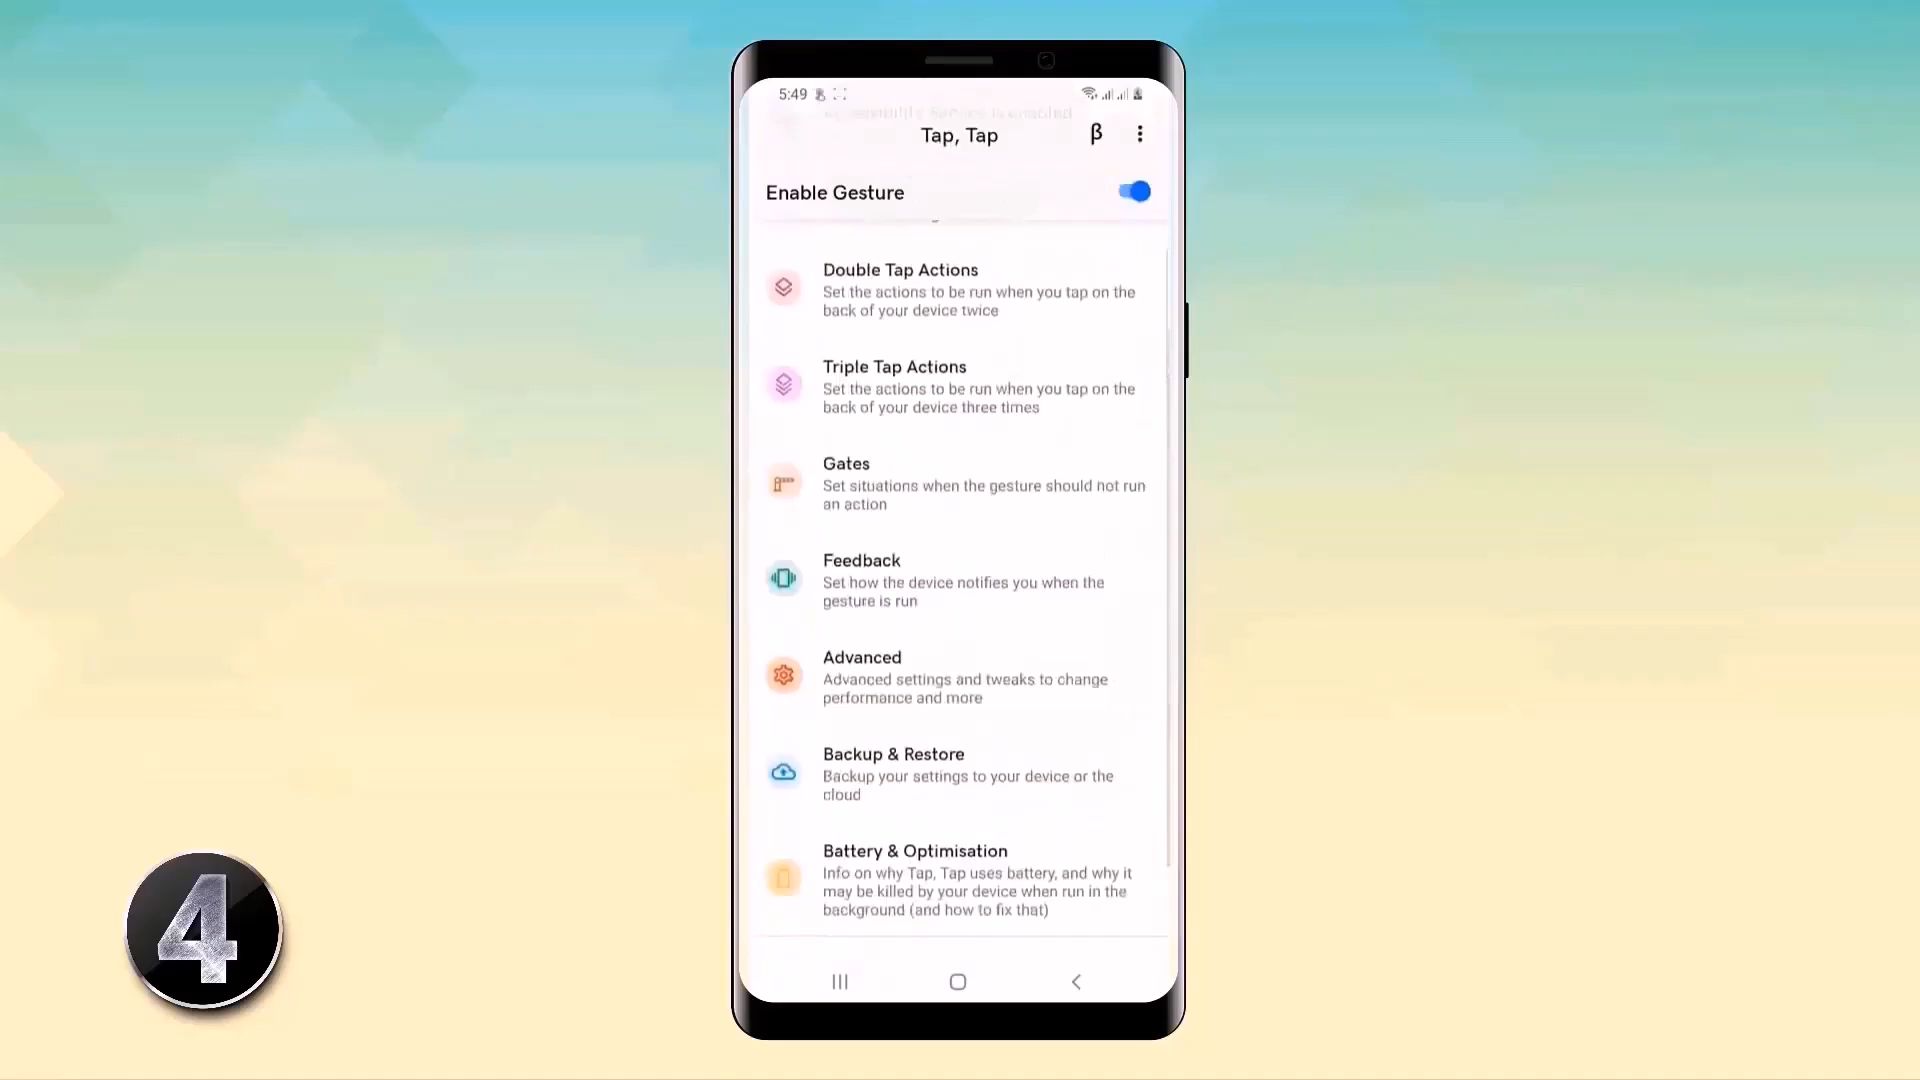 5:49
Service is enabled
Tap, Tap
β
Enable Gesture
Double Tap Actions
Set the actions to be run when you tap on the
back of your device twice
Triple Tap Actions
Set the actions to be run when you tap on the
back of your device three times
Gates
Set situations when the gesture should not run
an action
Feedback
Set how the device notifies you when the
gesture is run
Advanced
Advanced settings and tweaks to change
performance and more
Backup & Restore
Backup your settings to your device or the
cloud
Battery & Optimisation
Info on why Tap, Tap uses battery, and why it
may be killed by your device when run in the
background (and how to fix that)
4